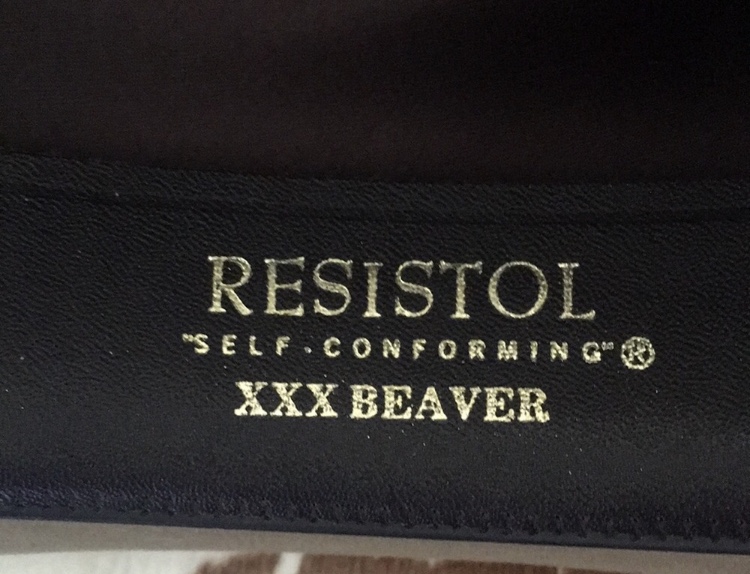 RESISTOL
"SELF-CONFORMING"®
XXX BEAVER